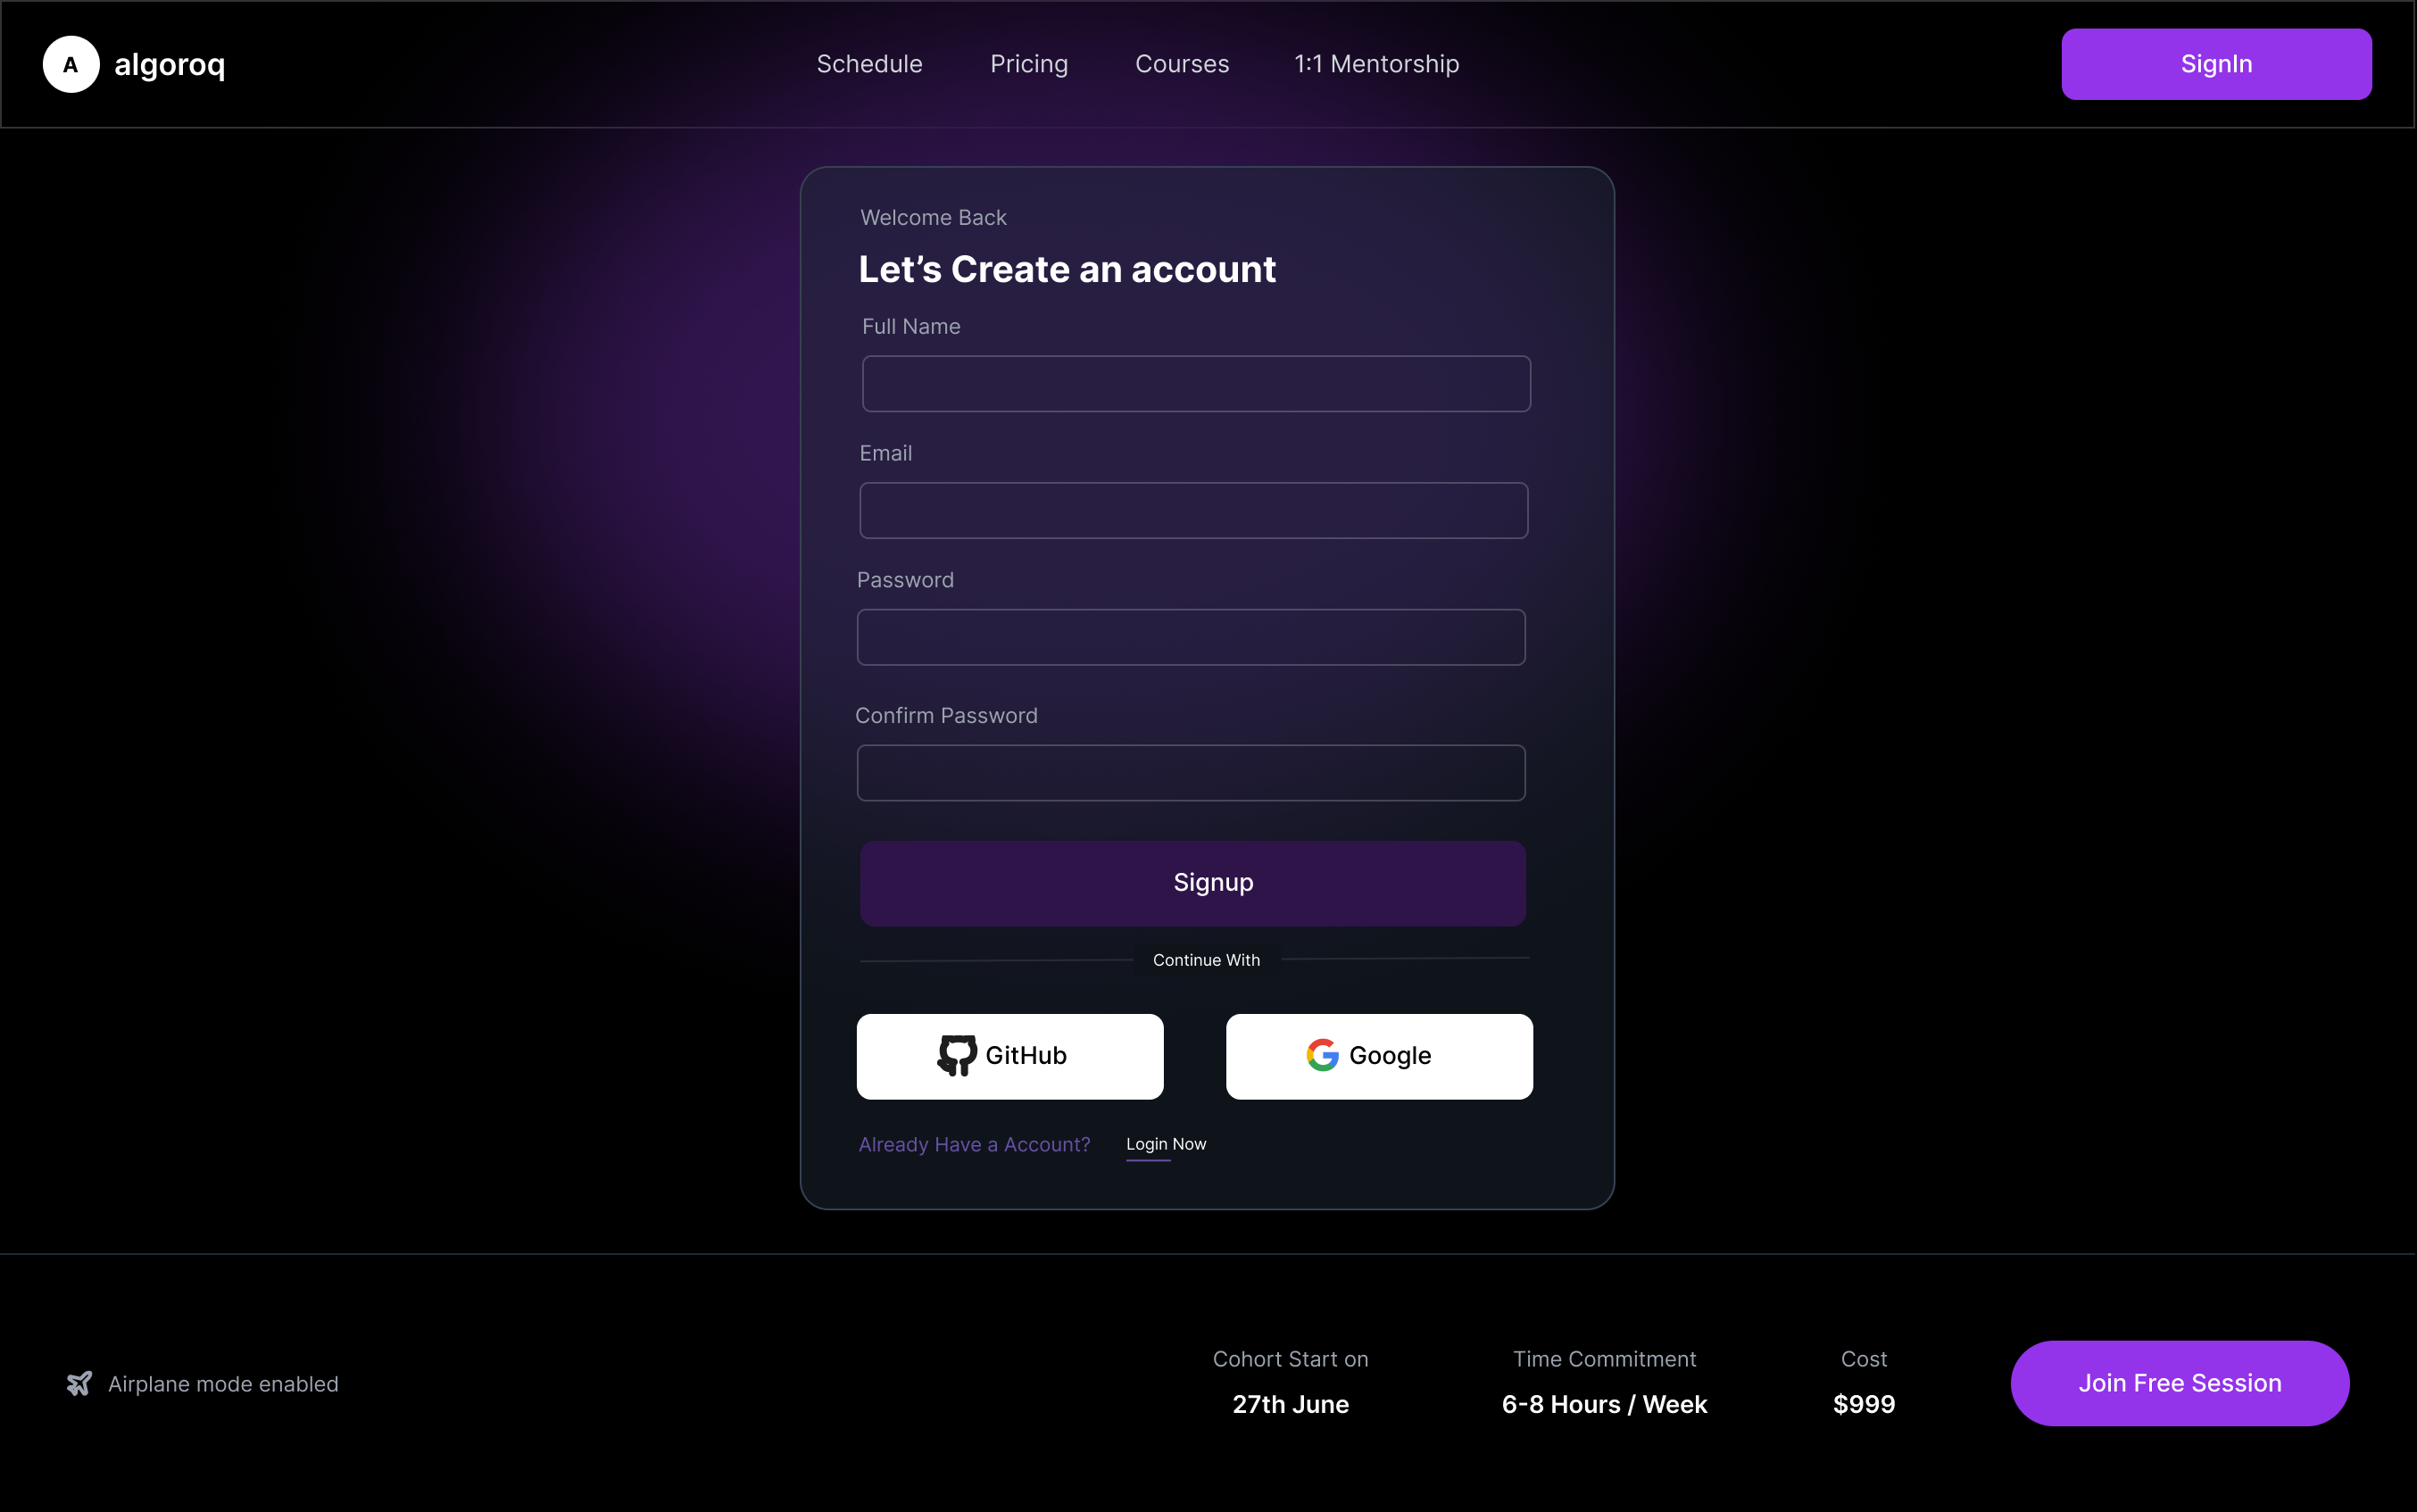 A algoroq
Schedule Pricing Courses 1:1 Mentorship
SignIn
Welcome Back
Let’s Create an account
Full Name
Email
Password
Confirm Password
Signup
Continue With
GitHub Google
Already Have a Account? Login Now
Airplane mode enabled
Cohort Start on
27th June
Time Commitment
6-8 Hours / Week
Cost
$999
Join Free Session